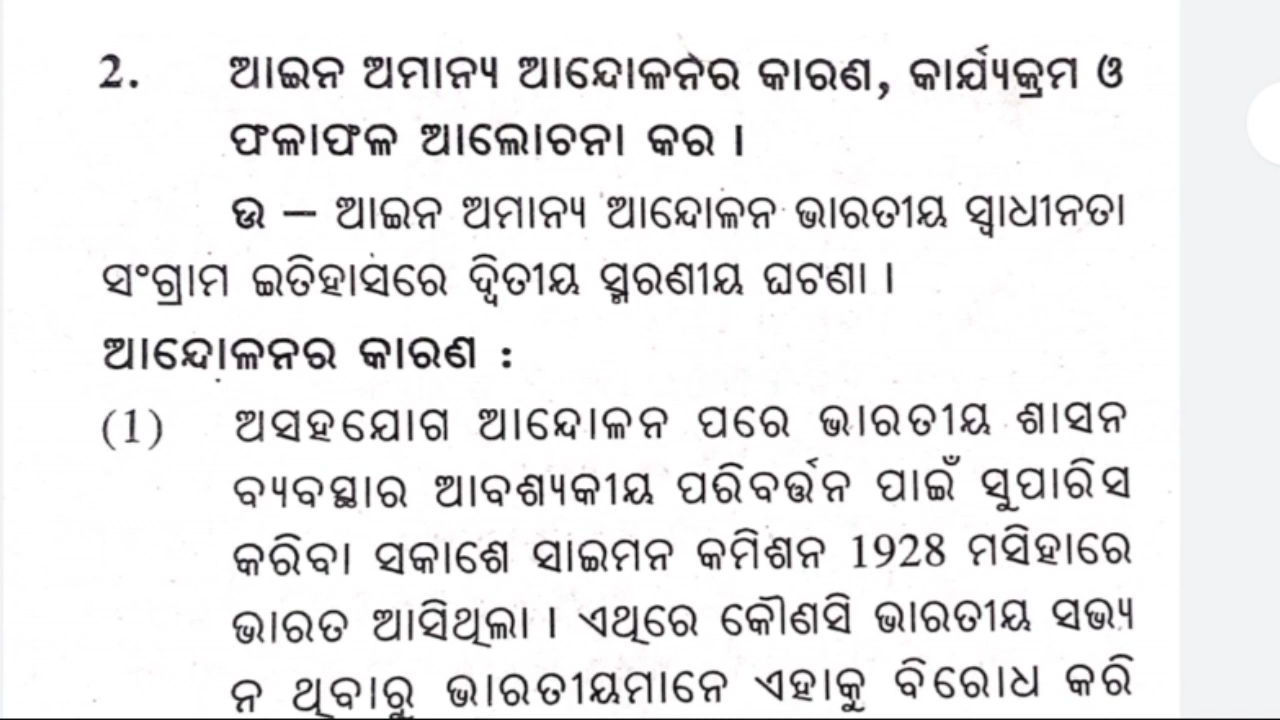 2. ଆଇନ ଅମାନ୍ୟ ଆନ୍ଦୋଳନର କାରଣ, କାର୍ଯ୍ୟକ୍ରମ ଓ
ଫଳାଫଳ ଆଲୋଚନା କର ।
ଉ – ଆଇନ ଅମାନ୍ୟ ଆନ୍ଦୋଳନ ଭାରତୀୟ ସ୍ୱାଧୀନତା
ସଂଗ୍ରାମ ଇତିହାସରେ ଦ୍ୱିତୀୟ ସ୍ମରଣୀୟ ଘଟଣା ।
ଆନ୍ଦୋଳନର କାରଣ :
(1) ଅସହଯୋଗ ଆନ୍ଦୋଳନ ପରେ ଭାରତୀୟ ଶାସନ
ବ୍ୟବସ୍ଥାର ଆବଶ୍ୟକୀୟ ପରିବର୍ତ୍ତନ ପାଇଁ ସୁପାରିସ
କରିବା ସକାଶେ ସାଇମନ କମିଶନ 1928 ମସିହାରେ
ଭାରତ ଆସିଥିଲା । ଏଥିରେ କୌଣସି ଭାରତୀୟ ସଭ୍ୟ
ନ ଥିବାରୁ ଭାରତୀୟମାନେ ଏହାକୁ ବିରୋଧ କରି